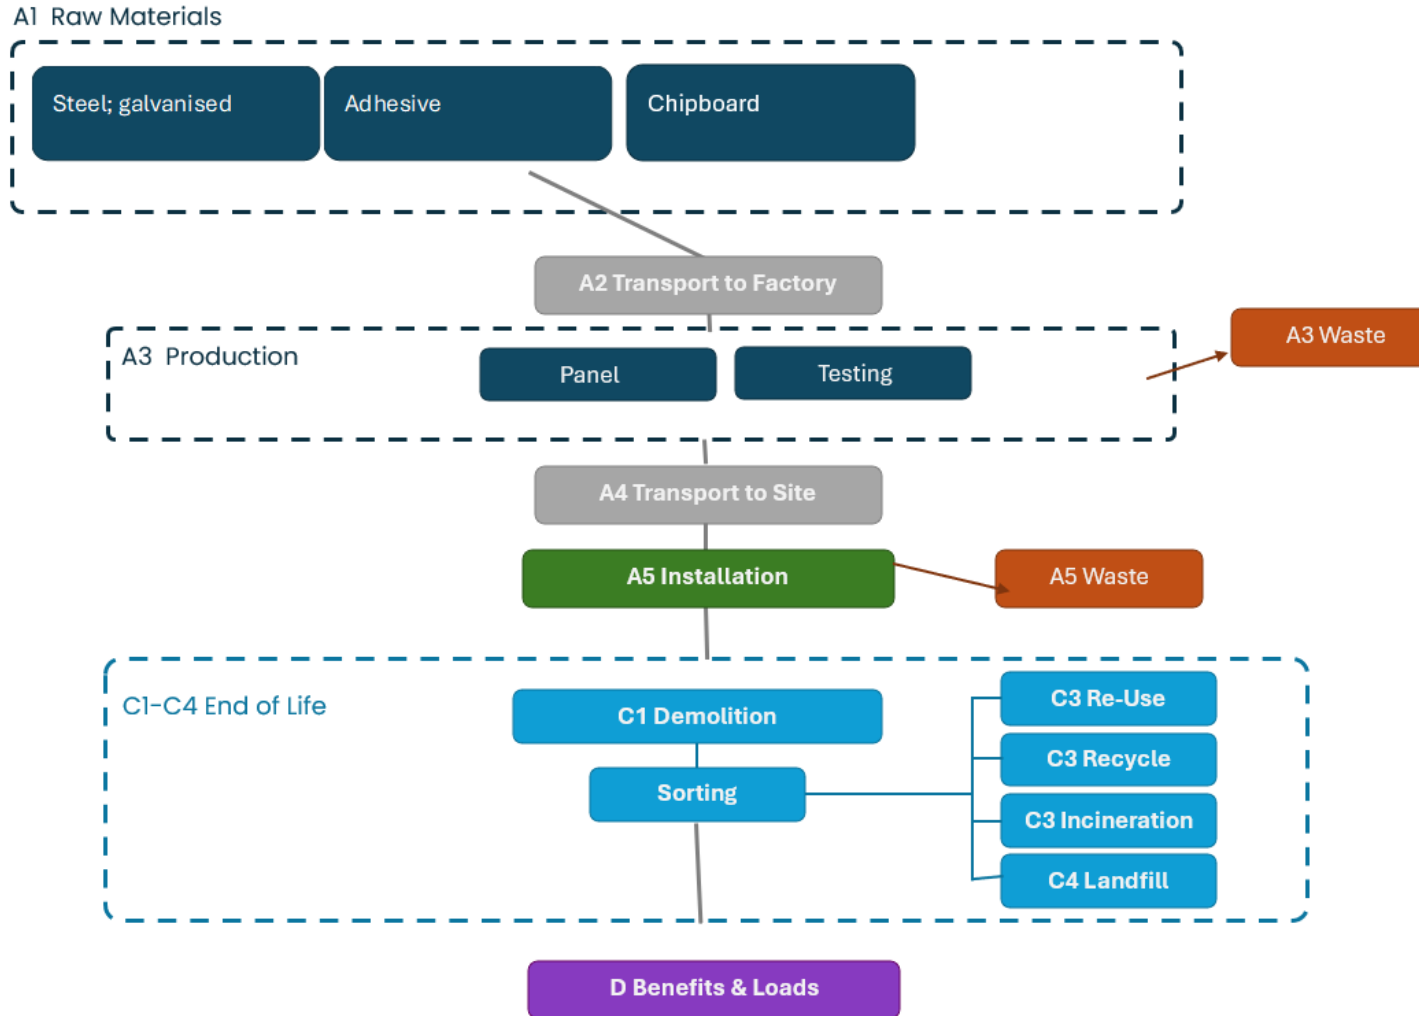 A1 Raw Materials
Steel; galvanised
Adhesive
Chipboard
A2 Transport to Factory
A3 Production
Panel
Testing
A3 Waste
A4 Transport to Site
A5 Installation
A5 Waste
C1-C4 End of Life
C1 Demolition
Sorting
C3 Re-Use
C3 Recycle
C3 Incineration
C4 Landfill
D Benefits & Loads